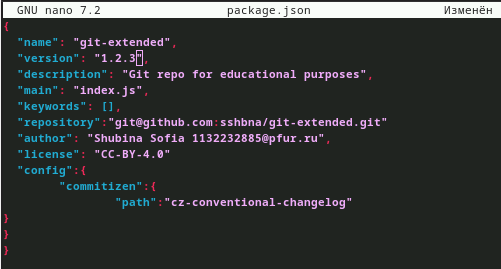 GNU nano 7.2 package.json Изменён
{
"name": "git-extended",
"version": "1.2.3",
"description": "Git repo for educational purposes",
"main": "index.js",
"keywords": [],
"repository":"git@github.com:sshbna/git-extended.git"
"author": "Shubina Sofia 1132232885@pfur.ru",
"license": "CC-BY-4.0"
"config":{
"commitizen":{
"path":"cz-conventional-changelog"
}
}
}